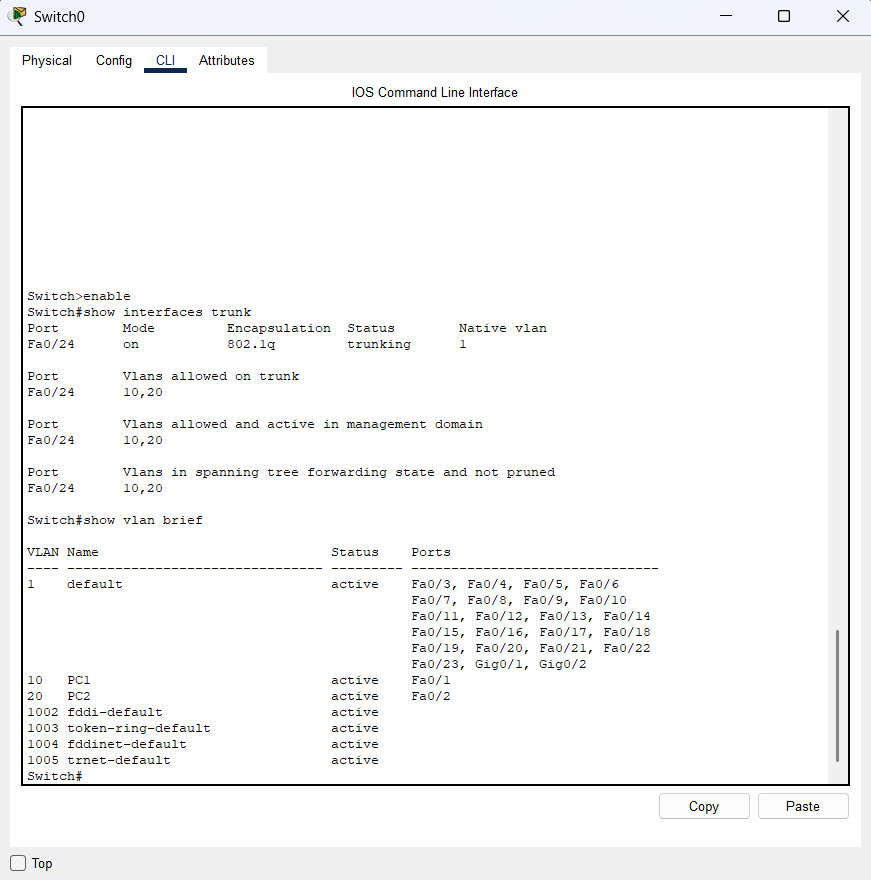 Switch0
Physical Config CLI Attributes
IOS Command Line Interface
Switch>enable
Switch#show interfaces trunk
Port        Mode         Encapsulation  Status        Native vlan
Fa0/24      on           802.1q         trunking      1

Port        Vlans allowed on trunk
Fa0/24      10,20

Port        Vlans allowed and active in management domain
Fa0/24      10,20

Port        Vlans in spanning tree forwarding state and not pruned
Fa0/24      10,20

Switch#show vlan brief

VLAN Name                             Status    Ports
---- -------------------------------- --------- -------------------------------
1    default                          active    Fa0/3, Fa0/4, Fa0/5, Fa0/6
                                                Fa0/7, Fa0/8, Fa0/9, Fa0/10
                                                Fa0/11, Fa0/12, Fa0/13, Fa0/14
                                                Fa0/15, Fa0/16, Fa0/17, Fa0/18
                                                Fa0/19, Fa0/20, Fa0/21, Fa0/22
                                                Fa0/23, Gig0/1, Gig0/2
10   PC1                              active    Fa0/1
20   PC2                              active    Fa0/2
1002 fddi-default                     active
1003 token-ring-default               active
1004 fddinet-default                  active
1005 trnet-default                    active
Switch#
Copy Paste
Top